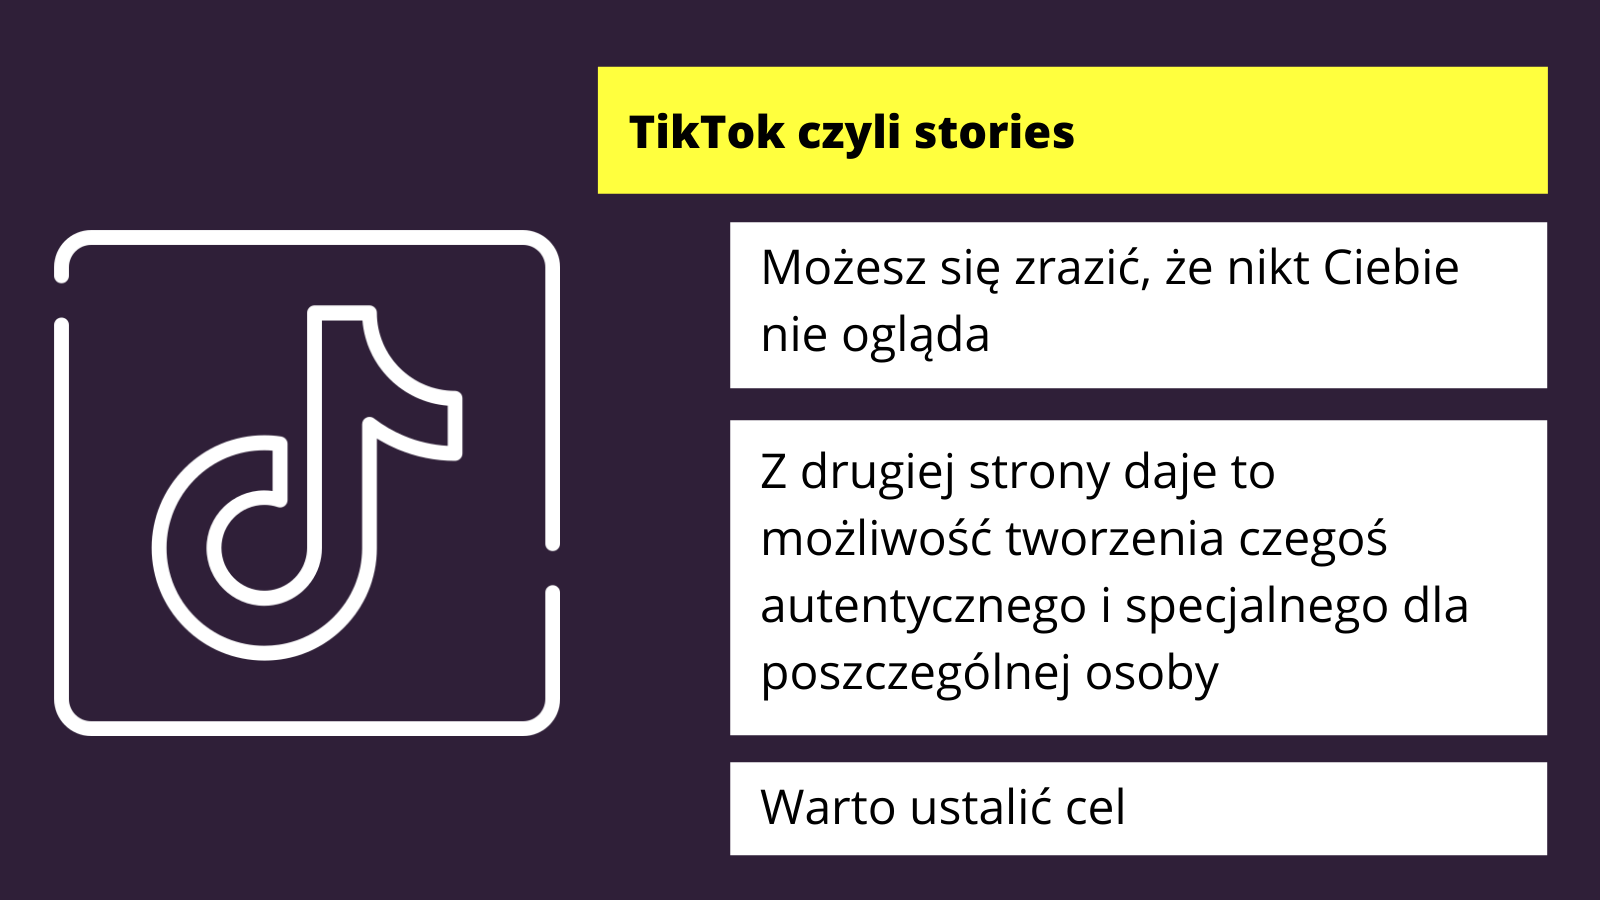 TikTok czyli stories
Możesz się zrazić, że nikt Ciebie
nie ogląda
Z drugiej strony daje to
możliwość tworzenia czegoś
autentycznego i specjalnego dla
poszczególnej osoby
Warto ustalić cel